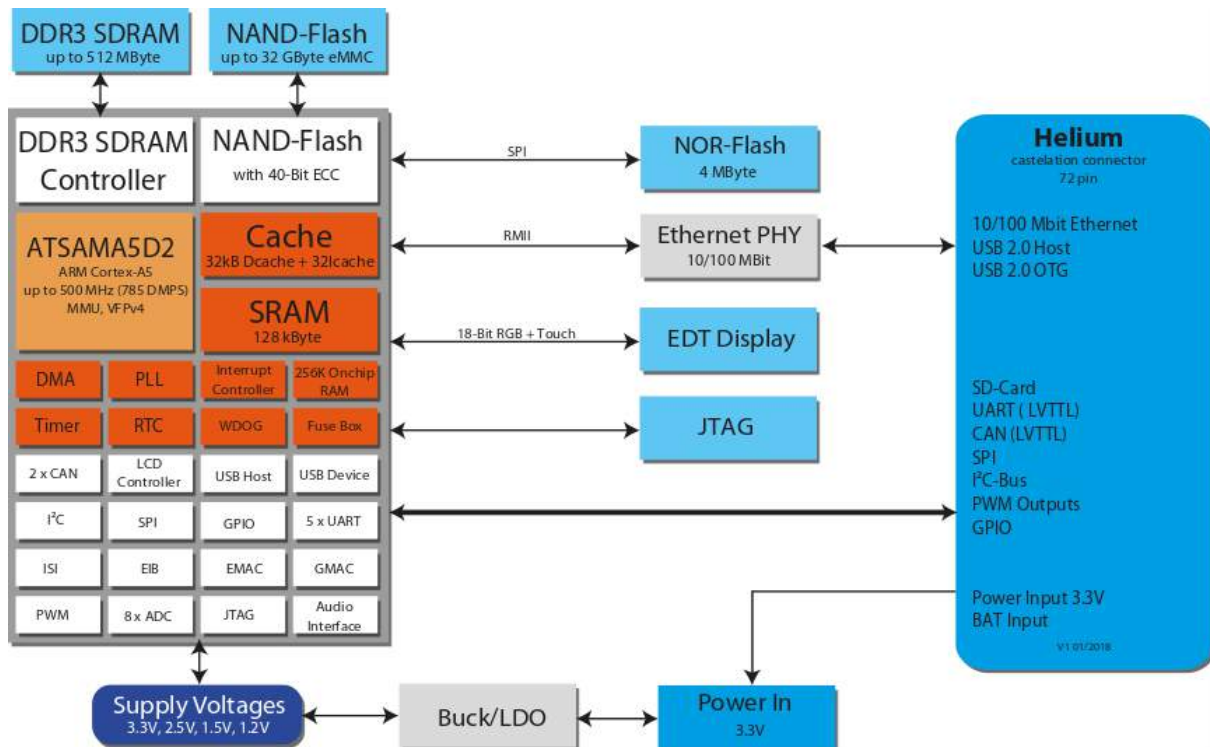 DDR3 SDRAM
up to 512 MByte
NAND-Flash
up to 32 GByte eMMC
DDR3 SDRAM
Controller
NAND-Flash
with 40-Bit ECC
ATSAMA5D2
ARM Cortex-A5
up to 500 MHz (785 DMPS)
MMU, VFPv4
Cache
32kB Dcache + 32Icache
SRAM
128 kByte
DMA
PLL
Interrupt
Controller
256K Onchip
RAM
Timer
RTC
WDOG
Fuse Box
2 x CAN
LCD
Controller
USB Host
USB Device
I²C
SPI
GPIO
5 x UART
ISI
EIB
EMAC
GMAC
PWM
8 x ADC
JTAG
Audio
Interface
SPI
NOR-Flash
4 MByte
RMII
Ethernet PHY
10/100 MBit
18-Bit RGB + Touch
EDT Display
JTAG
Helium
castelation connector
72 pin
10/100 Mbit Ethernet
USB 2.0 Host
USB 2.0 OTG
SD-Card
UART ( LVTTL)
CAN (LVTTL)
SPI
I²C-Bus
PWM Outputs
GPIO
Power Input 3.3V
BAT Input
V1 01/2018
Supply Voltages
3.3V, 2.5V, 1.5V, 1.2V
Buck/LDO
Power In
3.3V